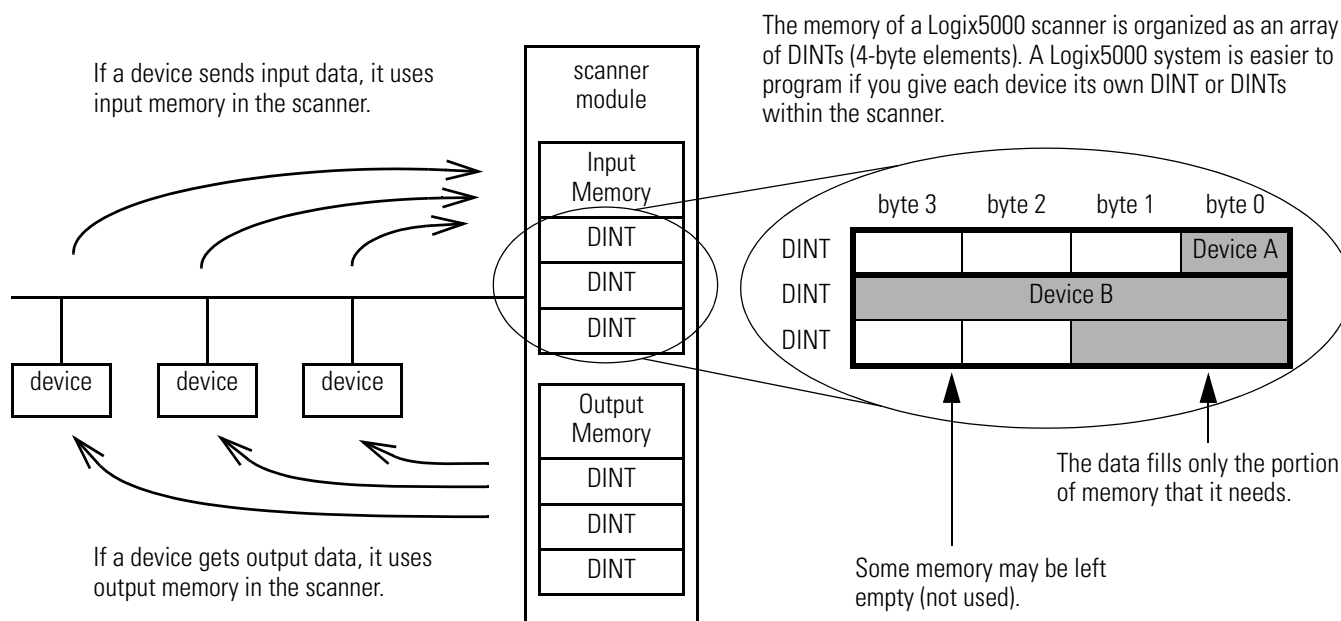 If a device sends input data, it uses
input memory in the scanner.
scanner
module
The memory of a Logix5000 scanner is organized as an array
of DINTs (4-byte elements). A Logix5000 system is easier to
program if you give each device its own DINT or DINTs
within the scanner.
Input
Memory
DINT
DINT
DINT
byte 3 byte 2 byte 1 byte 0
DINT Device A
DINT Device B
DINT
device device device
Output
Memory
DINT
DINT
DINT
If a device gets output data, it uses
output memory in the scanner.
The data fills only the portion
of memory that it needs.
Some memory may be left
empty (not used).